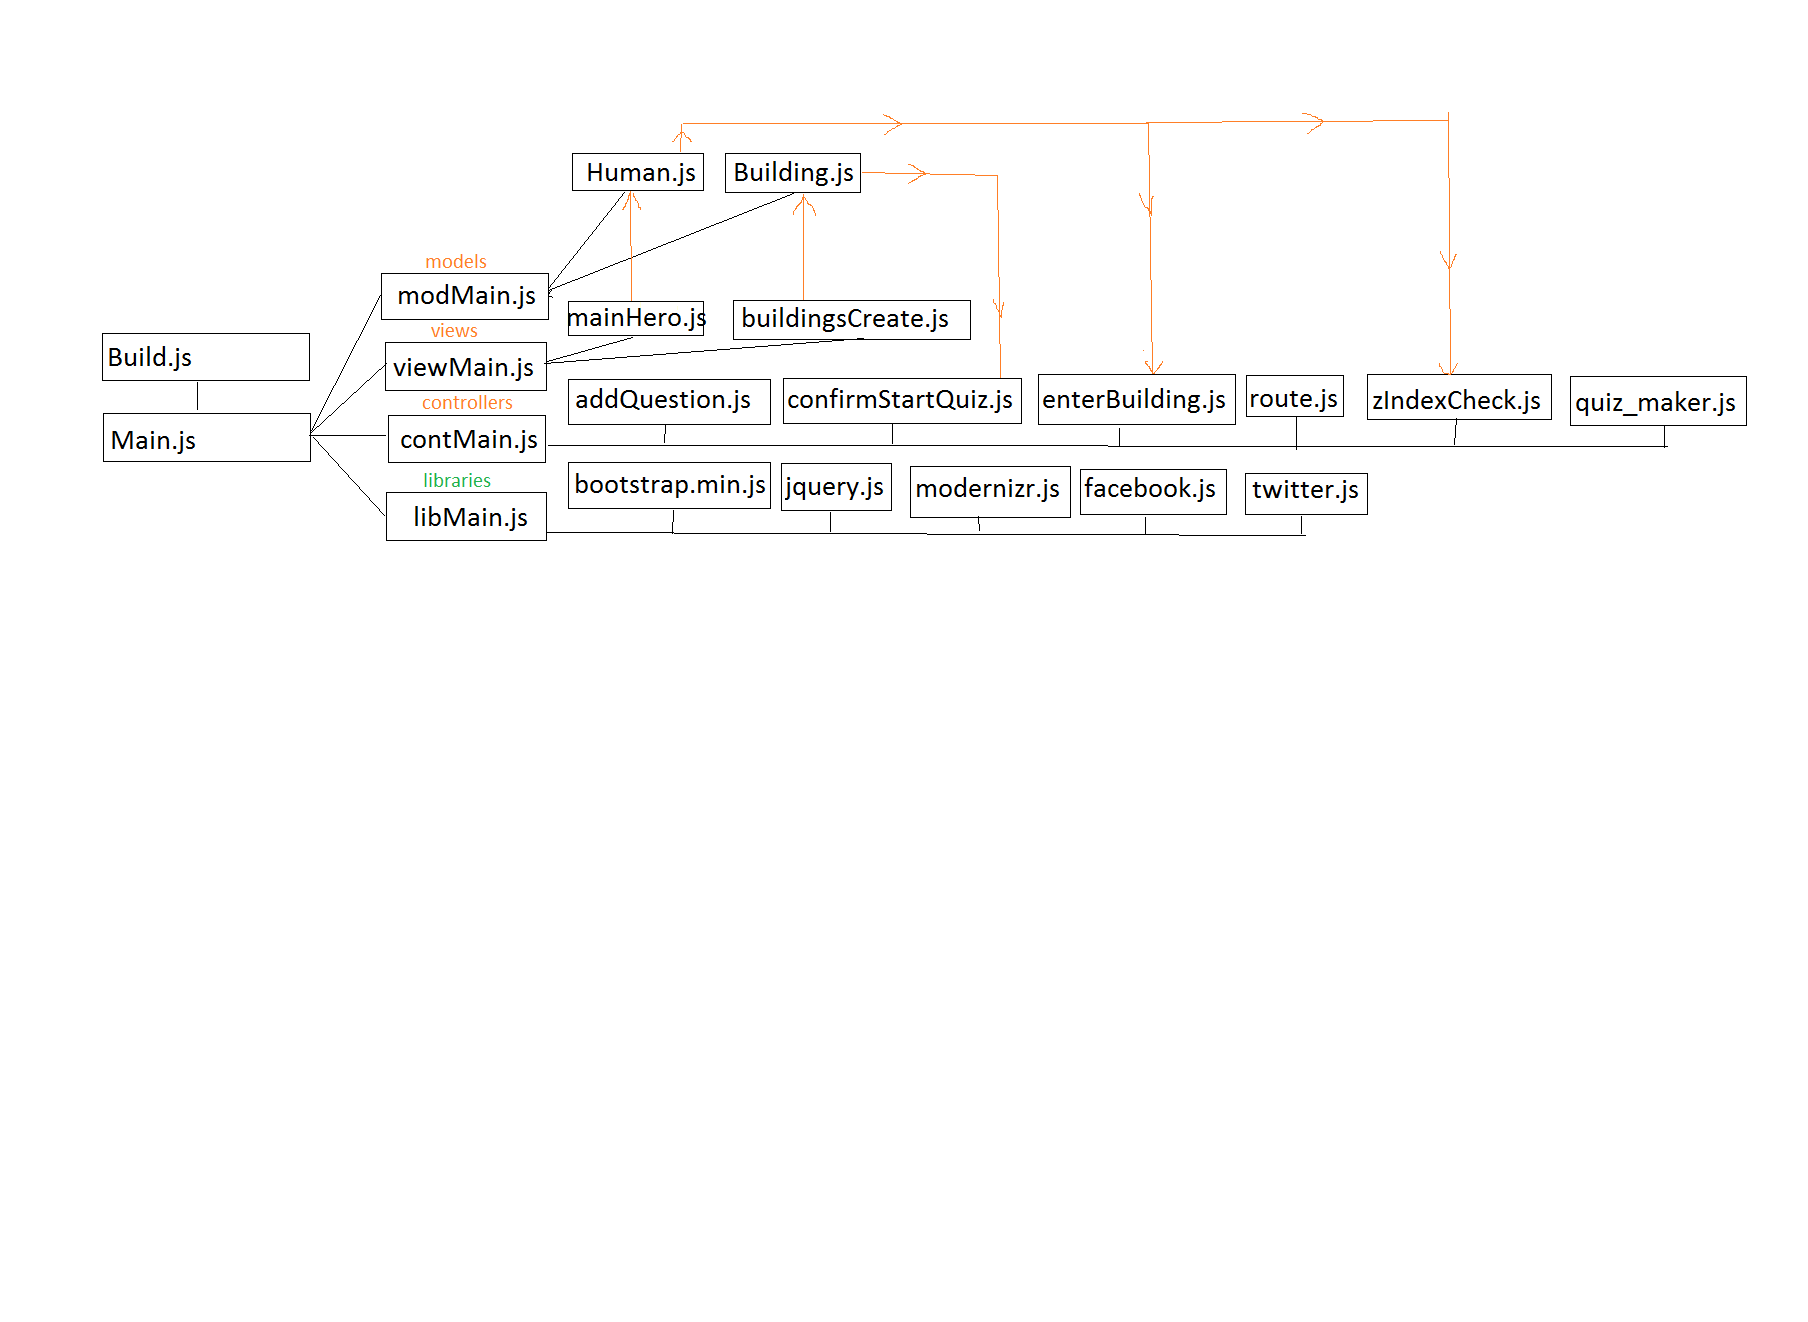 Human.js
Building.js
models
modMain.js
mainHero.js
buildingsCreate.js
views
Build.js
viewMain.js
addQuestion.js
confirmStartQuiz.js
enterBuilding.js
route.js
zIndexCheck.js
quiz_maker.js
controllers
Main.js
contMain.js
libraries
bootstrap.min.js
jquery.js
modernizr.js
facebook.js
twitter.js
libMain.js